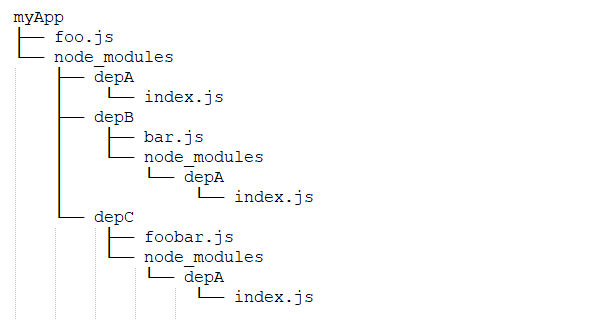 myApp
├── foo.js
└── node_modules
    ├── depA
    │   └── index.js
    ├── depB
    │   ├── bar.js
    │   └── node_modules
    │       └── depA
    │           └── index.js
    └── depC
        ├── foobar.js
        └── node_modules
            └── depA
                └── index.js